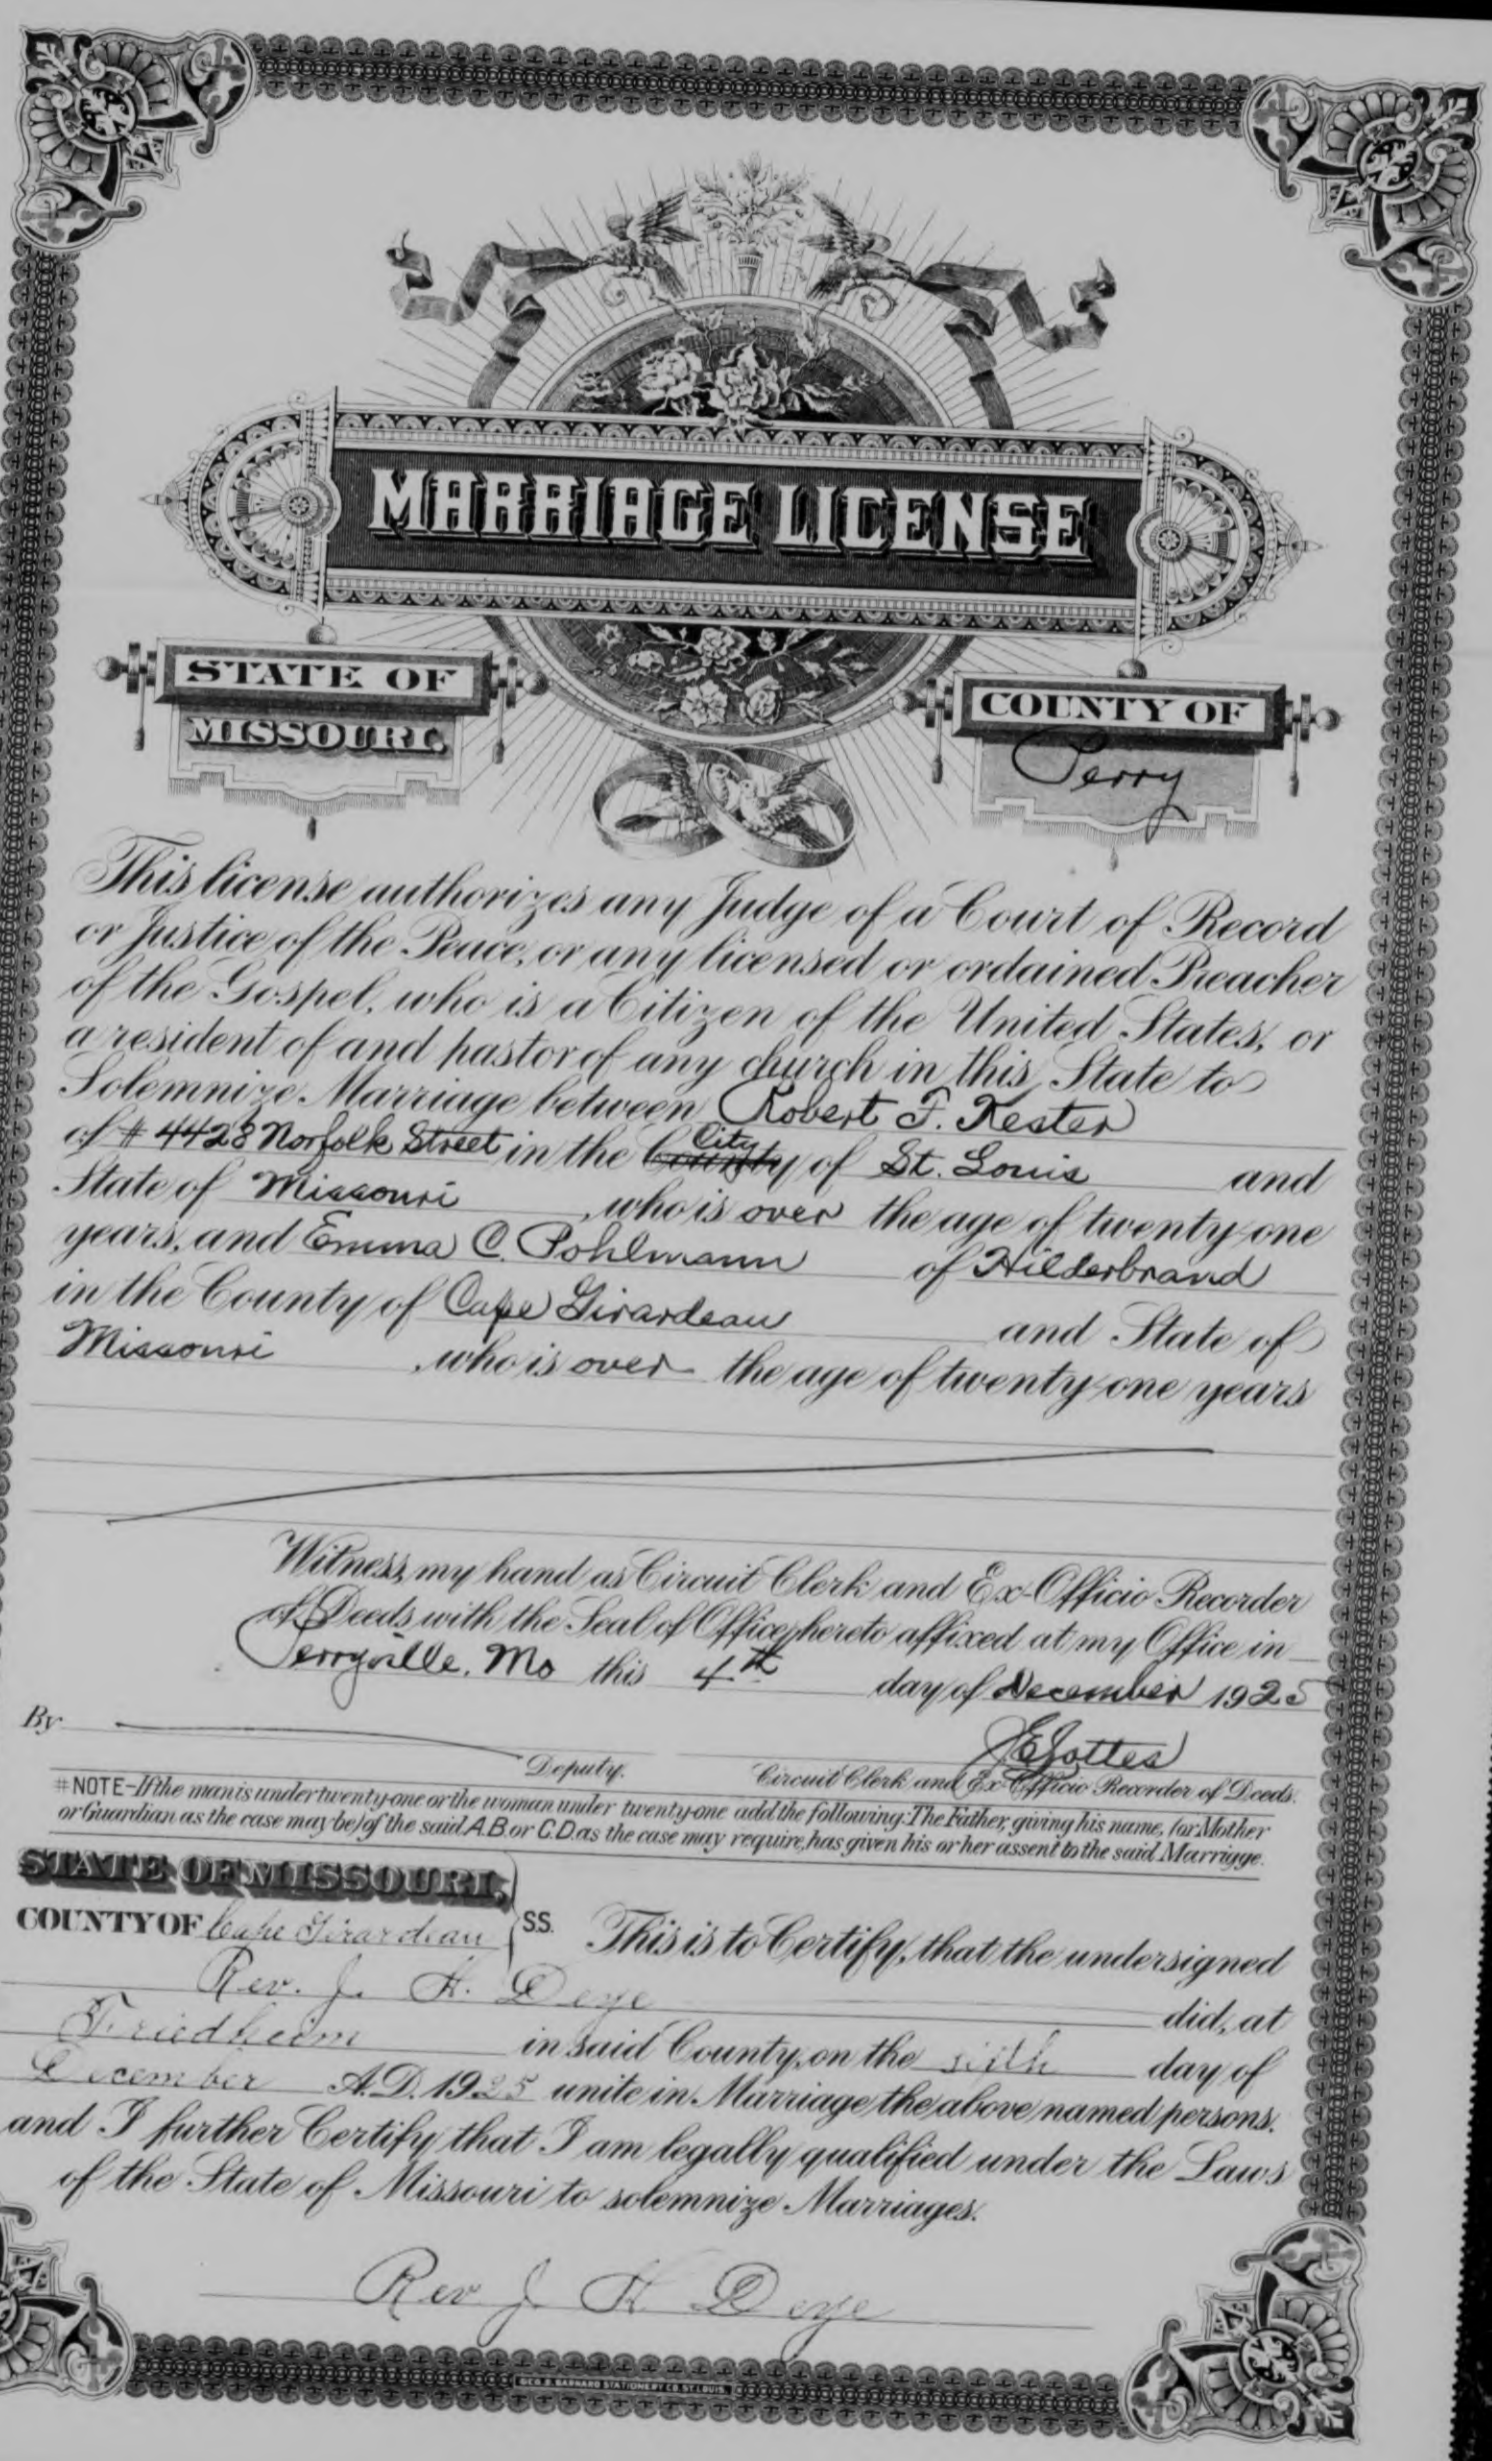 MARRIAGE LICENSE
STATE OF
MISSOURI.
COUNTY OF
Perry
This license authorizes any Judge of a Court of Record
or Justice of the Peace, or any licensed or ordained Preacher
of the Gospel, who is a Citizen of the United States, or
a resident of and pastor of any church in this State to
Solemnize Marriage between Robert F. Kester
of # 4428 Norfolk Street in the County City of St. Louis and
State of Missouri, who is over the age of twenty-one
years, and Emma C. Pohlmann of Hilderbrand
in the County of Cape Girardeau and State of
Missouri, who is over the age of twenty-one years
Witness my hand as Circuit Clerk and Ex-Officio Recorder
of Deeds with the Seal of Office hereto affixed at my Office in
Perryville, Mo this 4th day of December 1925
By
Deputy.
Circuit Clerk and Ex-Officio Recorder of Deeds.
#NOTE-If the man is under twenty-one or the woman under twenty-one add the following: The Father, giving his name, (or Mother
or Guardian as the case may be) of the said A.B. or C.D. as the case may require, has given his or her assent to the said Marriage.
STATE OF MISSOURI,
COUNTY OF Cape Girardeau SS. This is to Certify, that the undersigned
Rev. J. H. Deye did, at
Friedheim in said County, on the sixth day of
December A.D. 1925 unite in Marriage the above named persons.
and I further Certify that I am legally qualified under the Laws
of the State of Missouri to solemnize Marriages.
Rev J H Deye
GEO. D. BARNARD STATIONERY CO. ST. LOUIS.